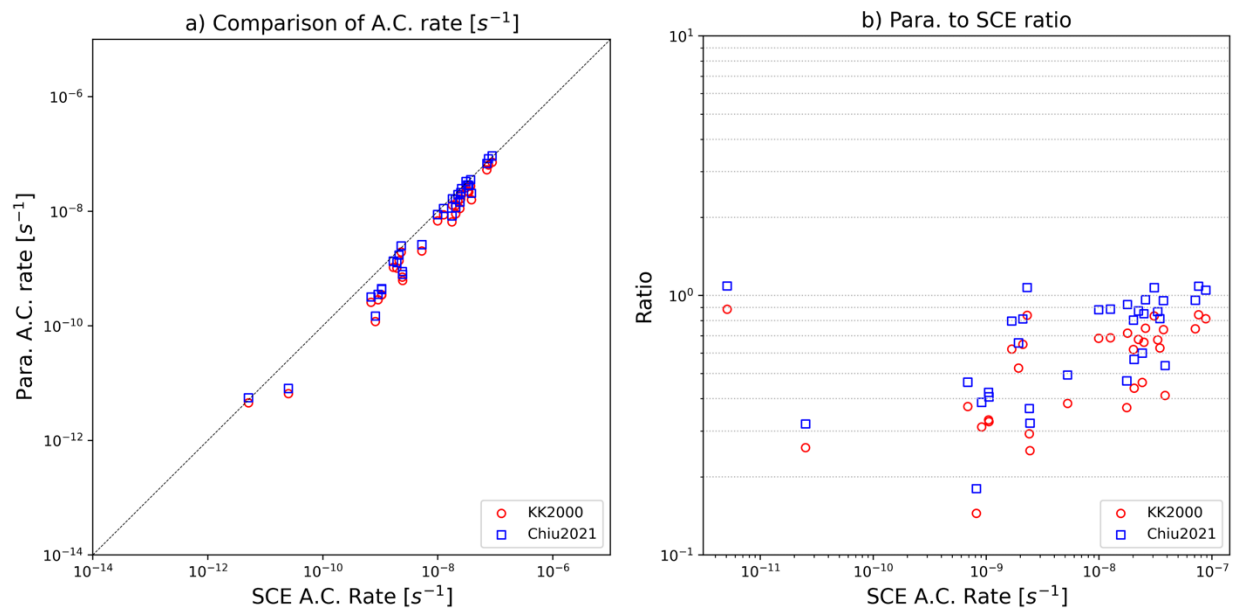 a) Comparison of A.C. rate [s⁻¹]
Para. A.C. rate [s⁻¹]
10⁻⁶
10⁻⁸
10⁻¹⁰
10⁻¹²
10⁻¹⁴
10⁻¹⁴ 10⁻¹² 10⁻¹⁰ 10⁻⁸ 10⁻⁶
SCE A.C. Rate [s⁻¹]
KK2000
Chiu2021
b) Para. to SCE ratio
Ratio
10¹
10⁰
10⁻¹
10⁻¹¹ 10⁻¹⁰ 10⁻⁹ 10⁻⁸ 10⁻⁷
SCE A.C. Rate [s⁻¹]
KK2000
Chiu2021